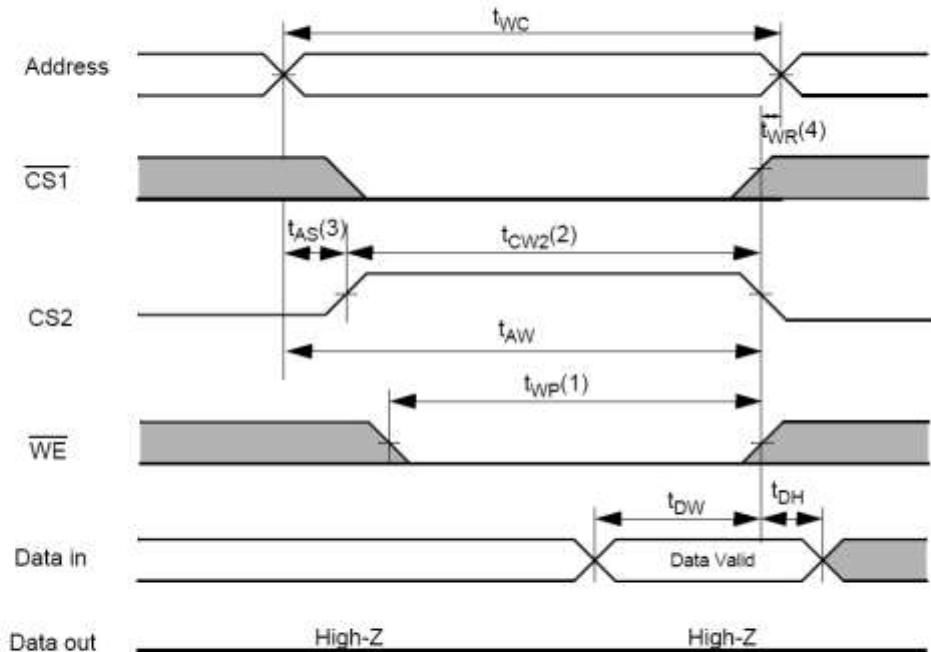 tWC
Address
tWR(4)
CS1
tAS(3)
tCW2(2)
CS2
tAW
tWP(1)
WE
tDW
tDH
Data in
Data Valid
Data out
High-Z
High-Z